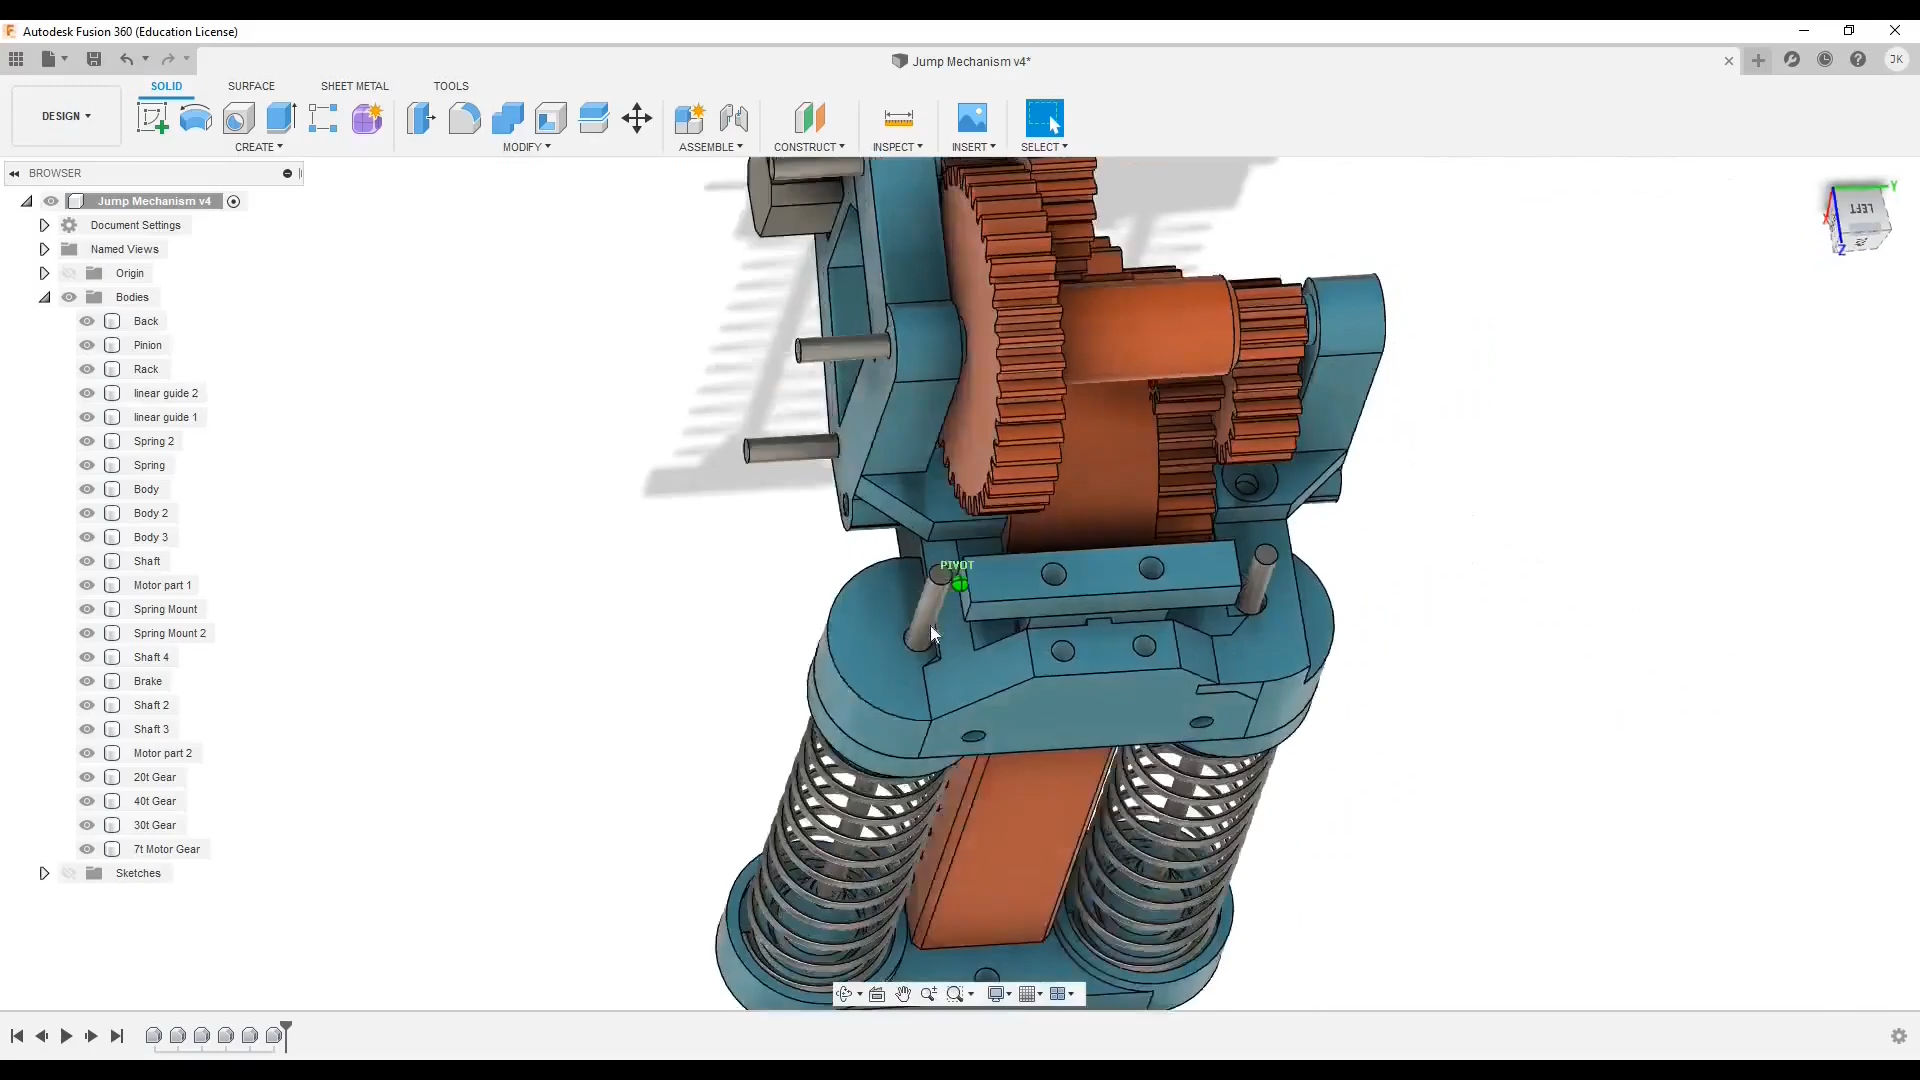 Autodesk Fusion 360 (Education License)
Jump Mechanism v4*
JK
SOLID SURFACE SHEET METAL TOOLS
DESIGN
CREATE MODIFY ASSEMBLE CONSTRUCT INSPECT INSERT SELECT
BROWSER
Jump Mechanism v4
Document Settings
Named Views
Origin
Bodies
Back
Pinion
Rack
linear guide 2
linear guide 1
Spring 2
Spring
Body
Body 2
Body 3
Shaft
Motor part 1
Spring Mount
Spring Mount 2
Shaft 4
Brake
Shaft 2
Shaft 3
Motor part 2
20t Gear
40t Gear
30t Gear
7t Motor Gear
Sketches
PIVOT
Y
LEFT
X
Z